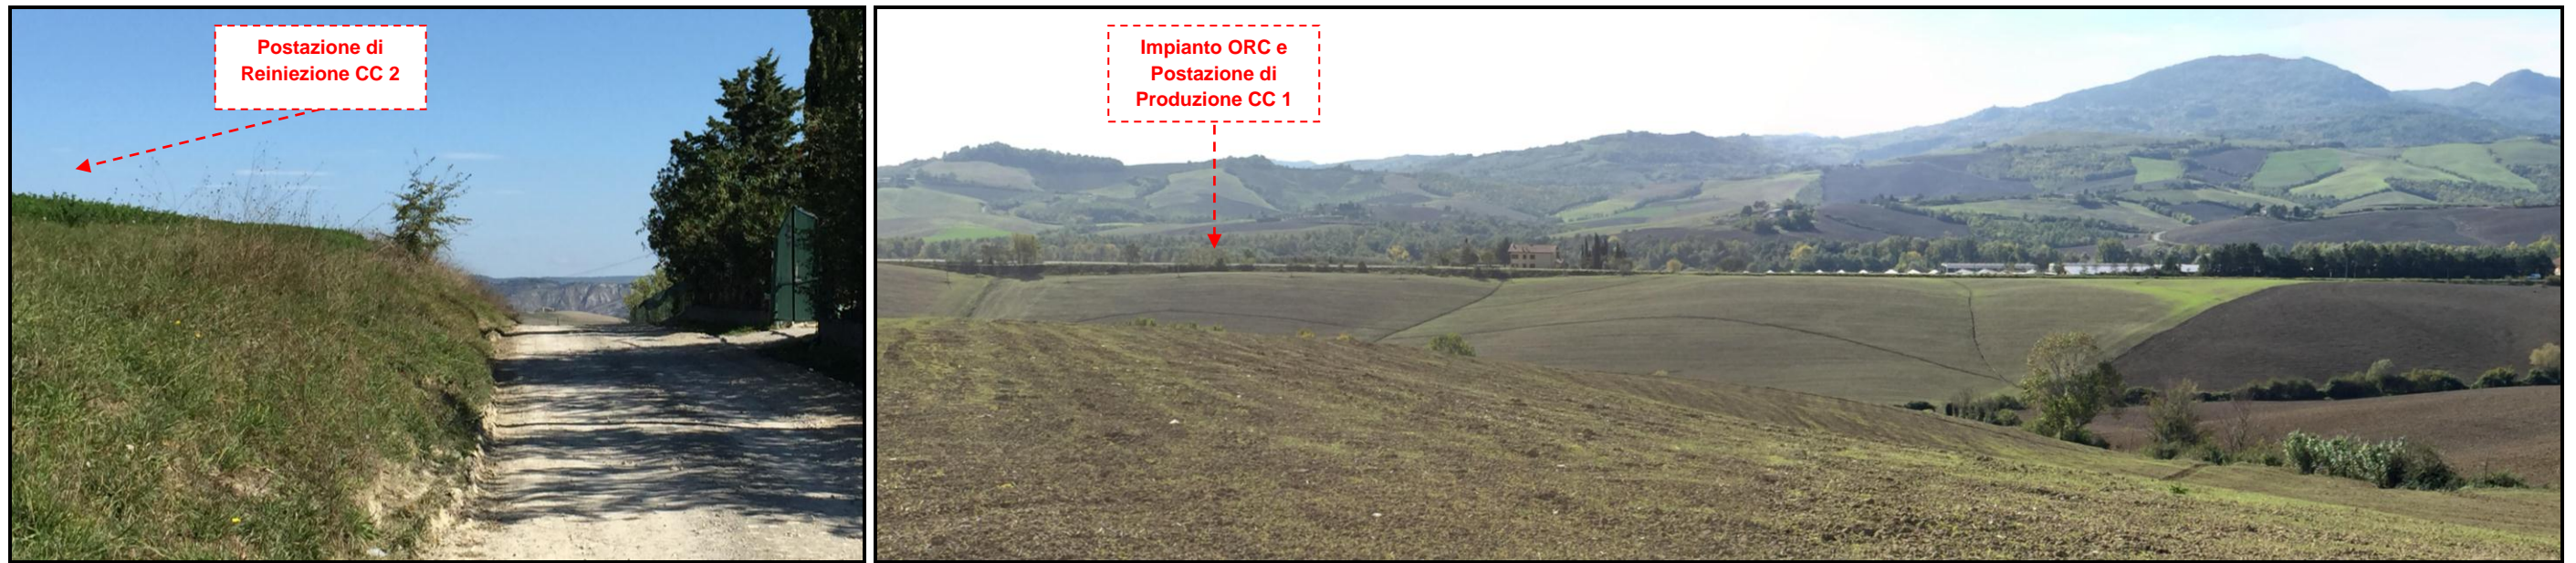 Postazione di
Reiniezione CC 2
Impianto ORC e
Postazione di
Produzione CC 1